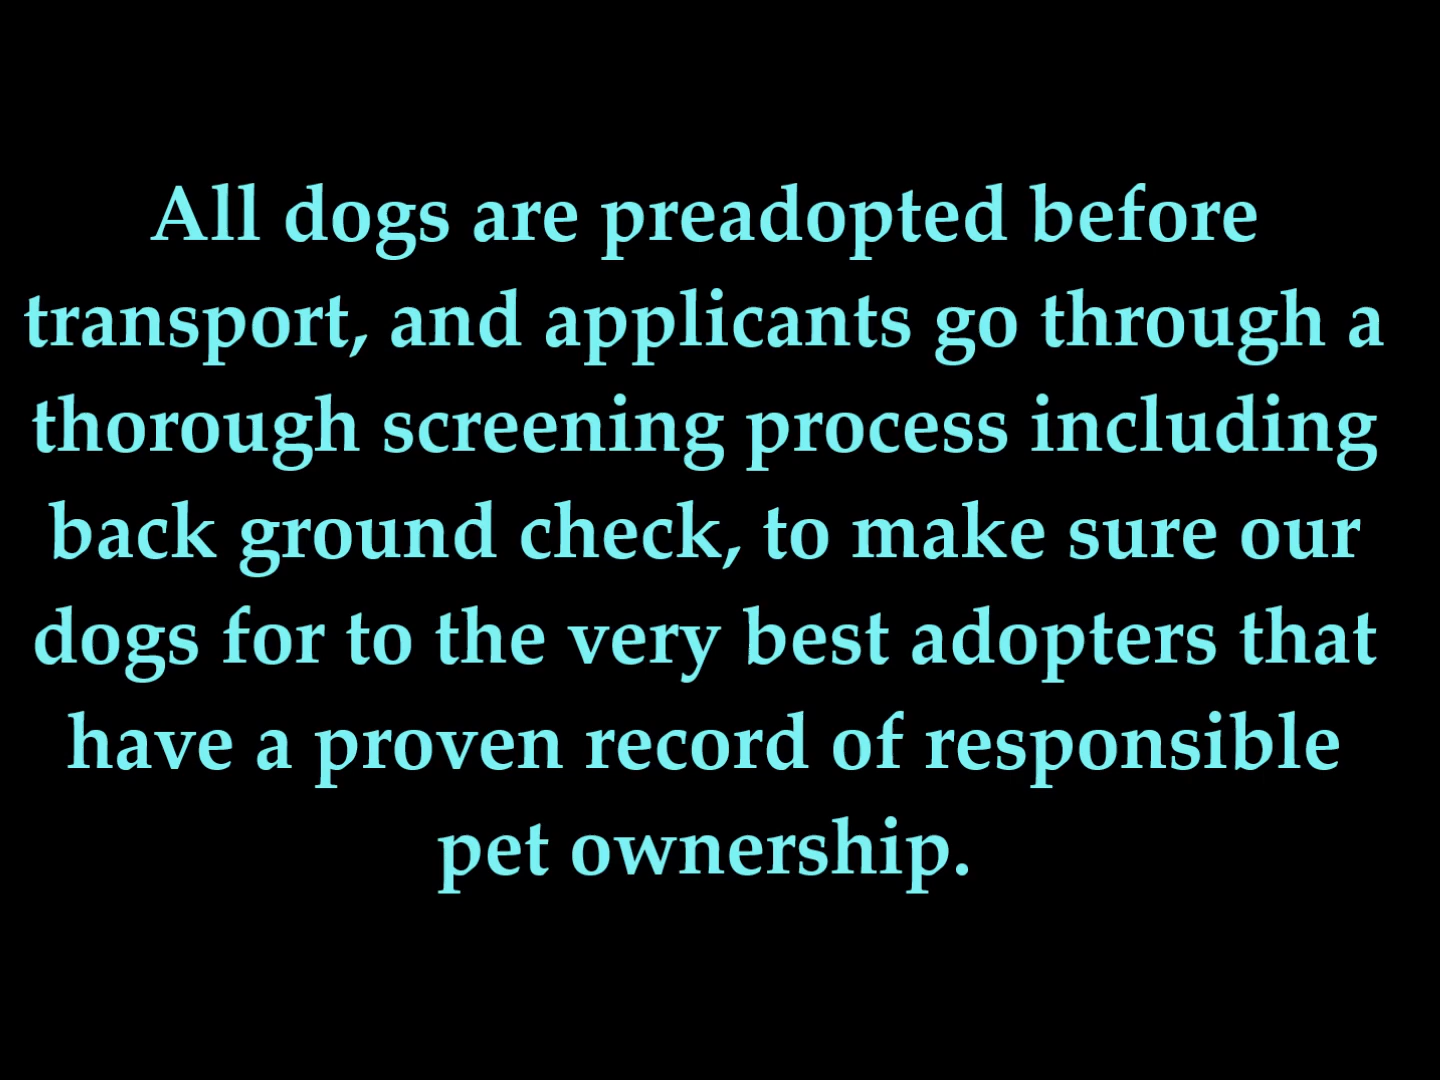 All dogs are preadopted before
transport, and applicants go through a
thorough screening process including
back ground check, to make sure our
dogs for to the very best adopters that
have a proven record of responsible
pet ownership.